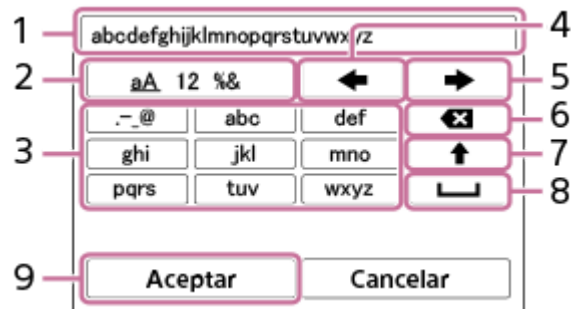 1 abcdefghijklmnopqrstuvwxyz 4
2 aA 12 %& 5
.-_@ abc def 6
3 ghi jkl mno 7
pqrs tuv wxyz 8
9 Aceptar Cancelar